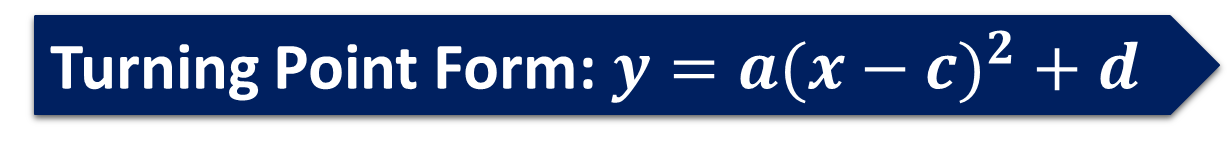 Turning Point Form: y = a(x − c)² + d